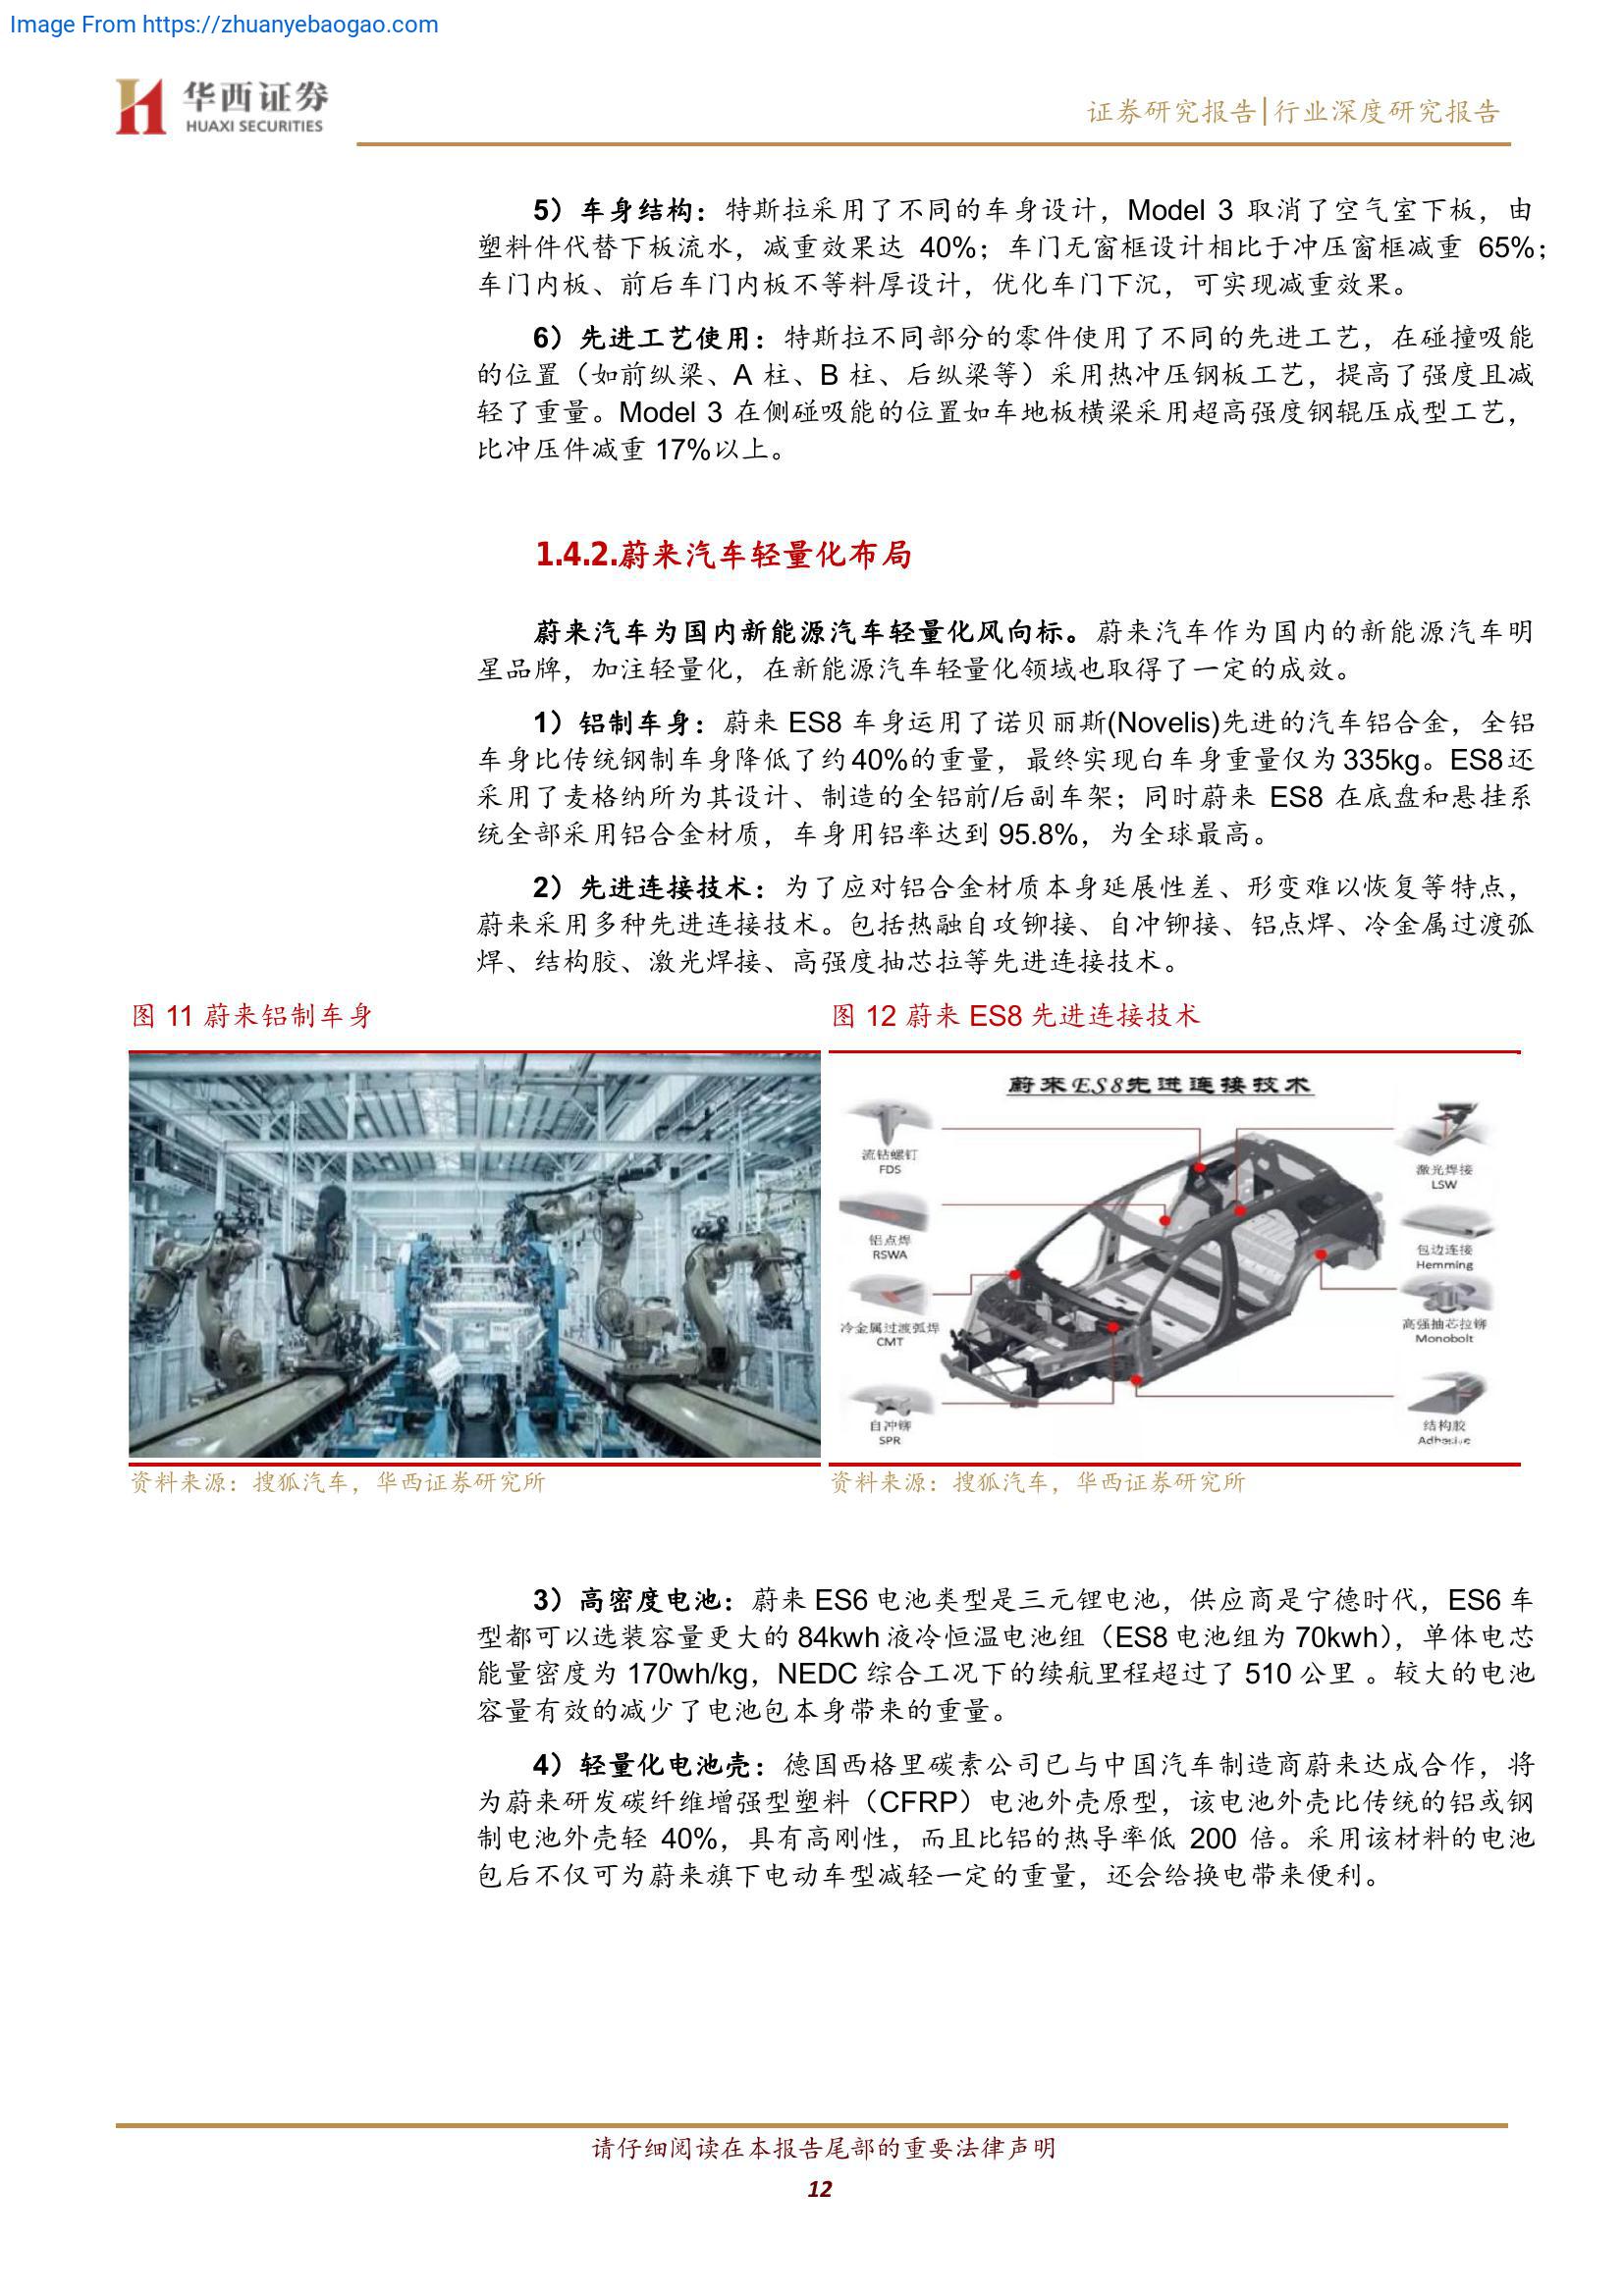 Image From https://zhuanyebaogao.com
华西证券
HUAXI SECURITIES
证券研究报告|行业深度研究报告
5）车身结构：特斯拉采用了不同的车身设计，Model 3 取消了空气室下板，由
塑料件代替下板流水，减重效果达 40%；车门无窗框设计相比于冲压窗框减重 65%；
车门内板、前后车门内板不等料厚设计，优化车门下沉，可实现减重效果。
6）先进工艺使用：特斯拉不同部分的零件使用了不同的先进工艺，在碰撞吸能
的位置（如前纵梁、A 柱、B 柱、后纵梁等）采用热冲压钢板工艺，提高了强度且减
轻了重量。Model 3 在侧碰吸能的位置如车地板横梁采用超高强度钢辊压成型工艺，
比冲压件减重 17%以上。
1.4.2.蔚来汽车轻量化布局
蔚来汽车为国内新能源汽车轻量化风向标。蔚来汽车作为国内的新能源汽车明
星品牌，加注轻量化，在新能源汽车轻量化领域也取得了一定的成效。
1）铝制车身：蔚来 ES8 车身运用了诺贝丽斯(Novelis)先进的汽车铝合金，全铝
车身比传统钢制车身降低了约 40%的重量，最终实现白车身重量仅为 335kg。ES8 还
采用了麦格纳所为其设计、制造的全铝前/后副车架；同时蔚来 ES8 在底盘和悬挂系
统全部采用铝合金材质，车身用铝率达到 95.8%，为全球最高。
2）先进连接技术：为了应对铝合金材质本身延展性差、形变难以恢复等特点，
蔚来采用多种先进连接技术。包括热融自攻铆接、自冲铆接、铝点焊、冷金属过渡弧
焊、结构胶、激光焊接、高强度抽芯拉等先进连接技术。
图 11 蔚来铝制车身
图 12 蔚来 ES8 先进连接技术
蔚来ES8先进连接技术
流钻螺钉
FDS
铝点焊
RSWA
冷金属过渡弧焊
CMT
自冲铆
SPR
激光焊接
LSW
包边连接
Hemming
高强抽芯拉铆
Monobolt
结构胶
Adhesive
资料来源：搜狐汽车，华西证券研究所
资料来源：搜狐汽车，华西证券研究所
3）高密度电池：蔚来 ES6 电池类型是三元锂电池，供应商是宁德时代，ES6 车
型都可以选装容量更大的 84kwh 液冷恒温电池组（ES8 电池组为 70kwh），单体电芯
能量密度为 170wh/kg，NEDC 综合工况下的续航里程超过了 510 公里 。较大的电池
容量有效的减少了电池包本身带来的重量。
4）轻量化电池壳：德国西格里碳素公司已与中国汽车制造商蔚来达成合作，将
为蔚来研发碳纤维增强型塑料（CFRP）电池外壳原型，该电池外壳比传统的铝或钢
制电池外壳轻 40%，具有高刚性，而且比铝的热导率低 200 倍。采用该材料的电池
包后不仅可为蔚来旗下电动车型减轻一定的重量，还会给换电带来便利。
请仔细阅读在本报告尾部的重要法律声明
12